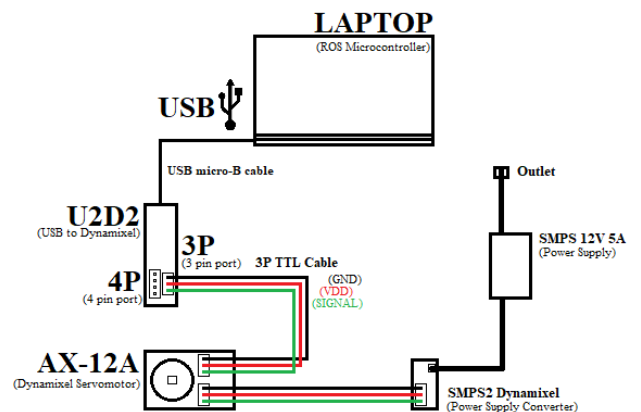 LAPTOP
(ROS Microcontroller)
USB
USB micro-B cable
Outlet
U2D2
(USB to Dynamixel)
SMPS 12V 5A
(Power Supply)
3P
(3 pin port)
3P TTL Cable
4P
(4 pin port)
(GND)
(VDD)
(SIGNAL)
AX-12A
(Dynamixel Servomotor)
SMPS2 Dynamixel
(Power Supply Converter)